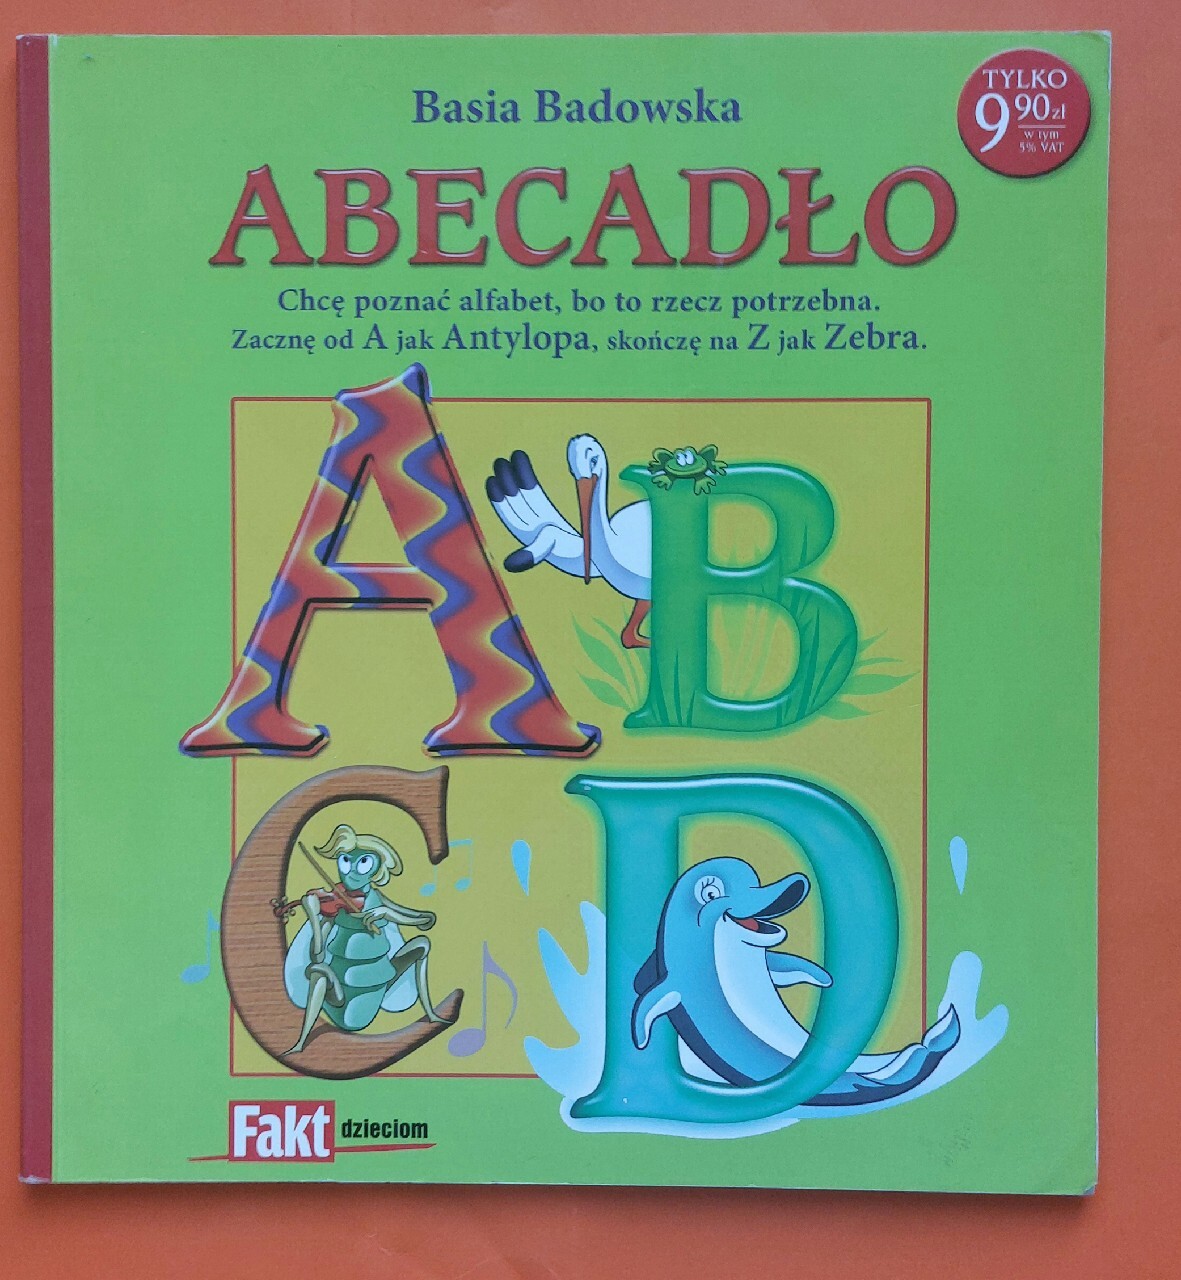 Basia Badowska
TYLKO
9 90 zł
w tym
5% VAT
ABECADŁO
Chcę poznać alfabet, bo to rzecz potrzebna.
Zacznę od A jak Antylopa, skończę na Z jak Zebra.
A B
C D
Fakt dzieciom